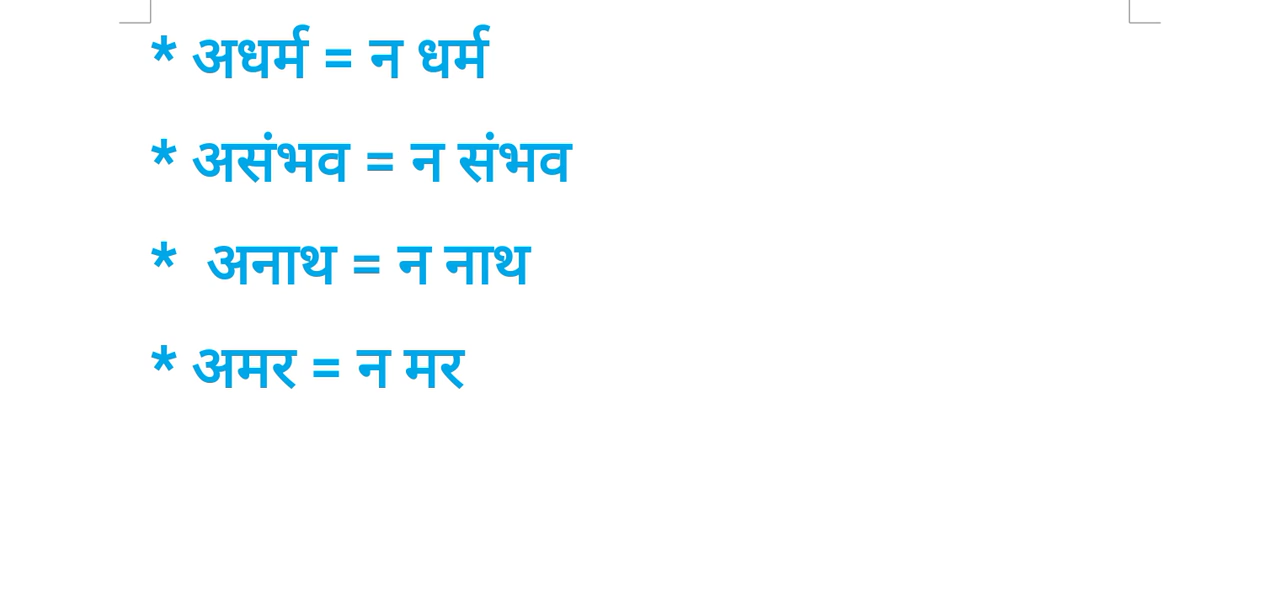 * अधर्म = न धर्म
* असंभव = न संभव
* अनाथ = न नाथ
* अमर = न मर